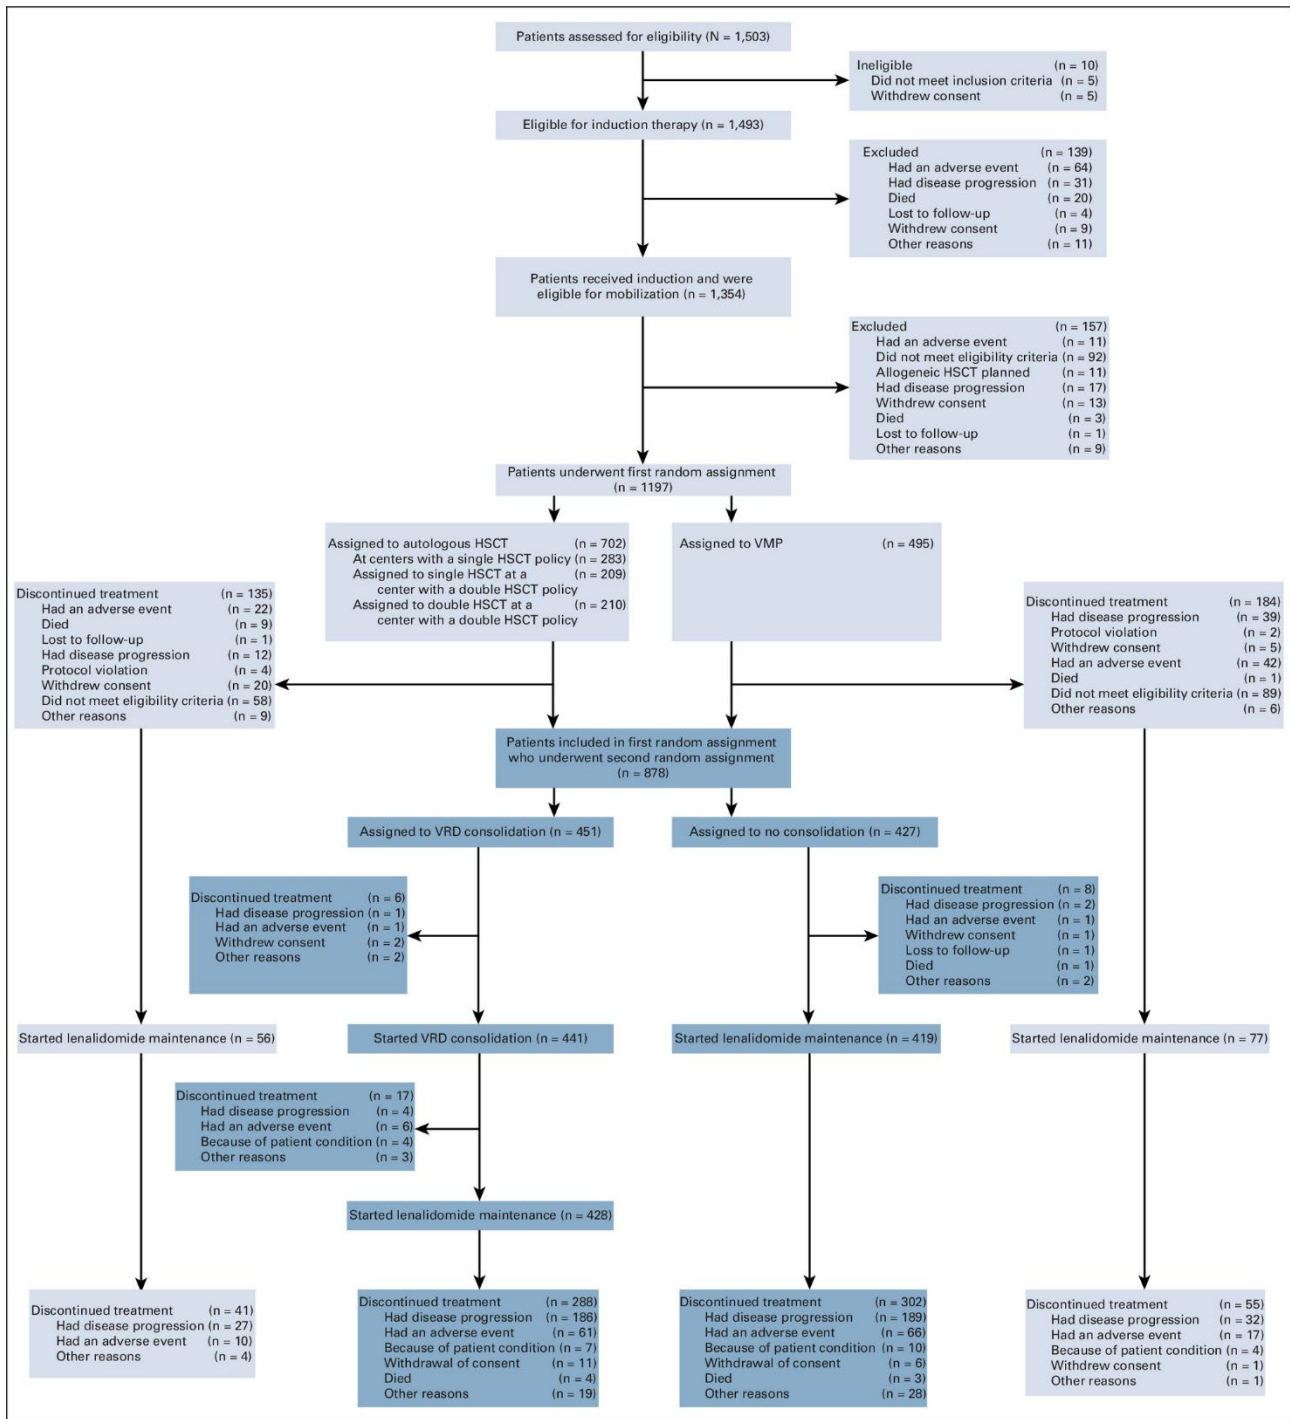 Patients assessed for eligibility (N = 1,503)
Ineligible (n = 10)
Did not meet inclusion criteria (n = 5)
Withdrew consent (n = 5)
Eligible for induction therapy (n = 1,493)
Excluded (n = 139)
Had an adverse event (n = 64)
Had disease progression (n = 31)
Died (n = 20)
Lost to follow-up (n = 4)
Withdrew consent (n = 9)
Other reasons (n = 11)
Patients received induction and were
eligible for mobilization (n = 1,354)
Excluded (n = 157)
Had an adverse event (n = 11)
Did not meet eligibility criteria (n = 92)
Allogeneic HSCT planned (n = 11)
Had disease progression (n = 17)
Withdrew consent (n = 13)
Died (n = 3)
Lost to follow-up (n = 1)
Other reasons (n = 9)
Patients underwent first random assignment
(n = 1197)
Assigned to autologous HSCT (n = 702)
At centers with a single HSCT policy (n = 283)
Assigned to single HSCT at a (n = 209)
center with a double HSCT policy
Assigned to double HSCT at a (n = 210)
center with a double HSCT policy
Assigned to VMP (n = 495)
Discontinued treatment (n = 135)
Had an adverse event (n = 22)
Died (n = 9)
Lost to follow-up (n = 1)
Had disease progression (n = 12)
Protocol violation (n = 4)
Withdrew consent (n = 20)
Did not meet eligibility criteria (n = 58)
Other reasons (n = 9)
Discontinued treatment (n = 184)
Had disease progression (n = 39)
Protocol violation (n = 2)
Withdrew consent (n = 5)
Had an adverse event (n = 42)
Died (n = 1)
Did not meet eligibility criteria (n = 89)
Other reasons (n = 6)
Patients included in first random assignment
who underwent second random assignment
(n = 878)
Assigned to VRD consolidation (n = 451)
Assigned to no consolidation (n = 427)
Discontinued treatment (n = 6)
Had disease progression (n = 1)
Had an adverse event (n = 1)
Withdrew consent (n = 2)
Other reasons (n = 2)
Discontinued treatment (n = 8)
Had disease progression (n = 2)
Had an adverse event (n = 1)
Withdrew consent (n = 1)
Loss to follow-up (n = 1)
Died (n = 1)
Other reasons (n = 2)
Started lenalidomide maintenance (n = 56)
Started VRD consolidation (n = 441)
Started lenalidomide maintenance (n = 419)
Started lenalidomide maintenance (n = 77)
Discontinued treatment (n = 17)
Had disease progression (n = 4)
Had an adverse event (n = 6)
Because of patient condition (n = 4)
Other reasons (n = 3)
Started lenalidomide maintenance (n = 428)
Discontinued treatment (n = 41)
Had disease progression (n = 27)
Had an adverse event (n = 10)
Other reasons (n = 4)
Discontinued treatment (n = 288)
Had disease progression (n = 186)
Had an adverse event (n = 61)
Because of patient condition (n = 7)
Withdrawal of consent (n = 11)
Died (n = 4)
Other reasons (n = 19)
Discontinued treatment (n = 302)
Had disease progression (n = 189)
Had an adverse event (n = 66)
Because of patient condition (n = 10)
Withdrawal of consent (n = 6)
Died (n = 3)
Other reasons (n = 28)
Discontinued treatment (n = 55)
Had disease progression (n = 32)
Had an adverse event (n = 17)
Because of patient condition (n = 4)
Withdrew consent (n = 1)
Other reasons (n = 1)